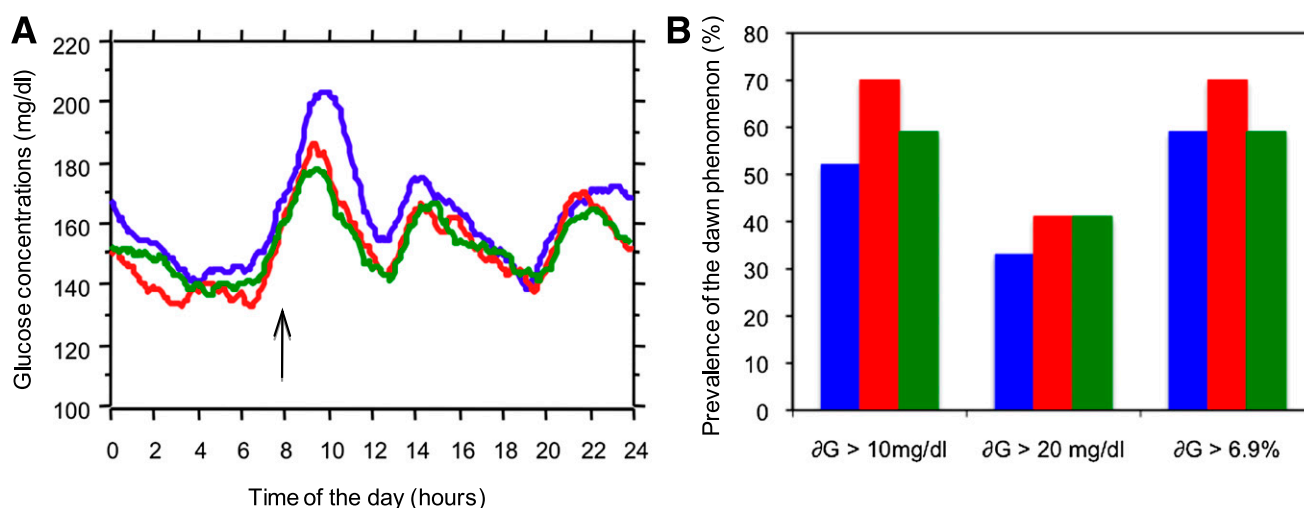 A
Glucose concentrations (mg/dl)
220
200
180
160
140
120
100
0 2 4 6 8 10 12 14 16 18 20 22 24
Time of the day (hours)
B
Prevalence of the dawn phenomenon (%)
80
70
60
50
40
30
20
10
0
∂G > 10mg/dl ∂G > 20 mg/dl ∂G > 6.9%